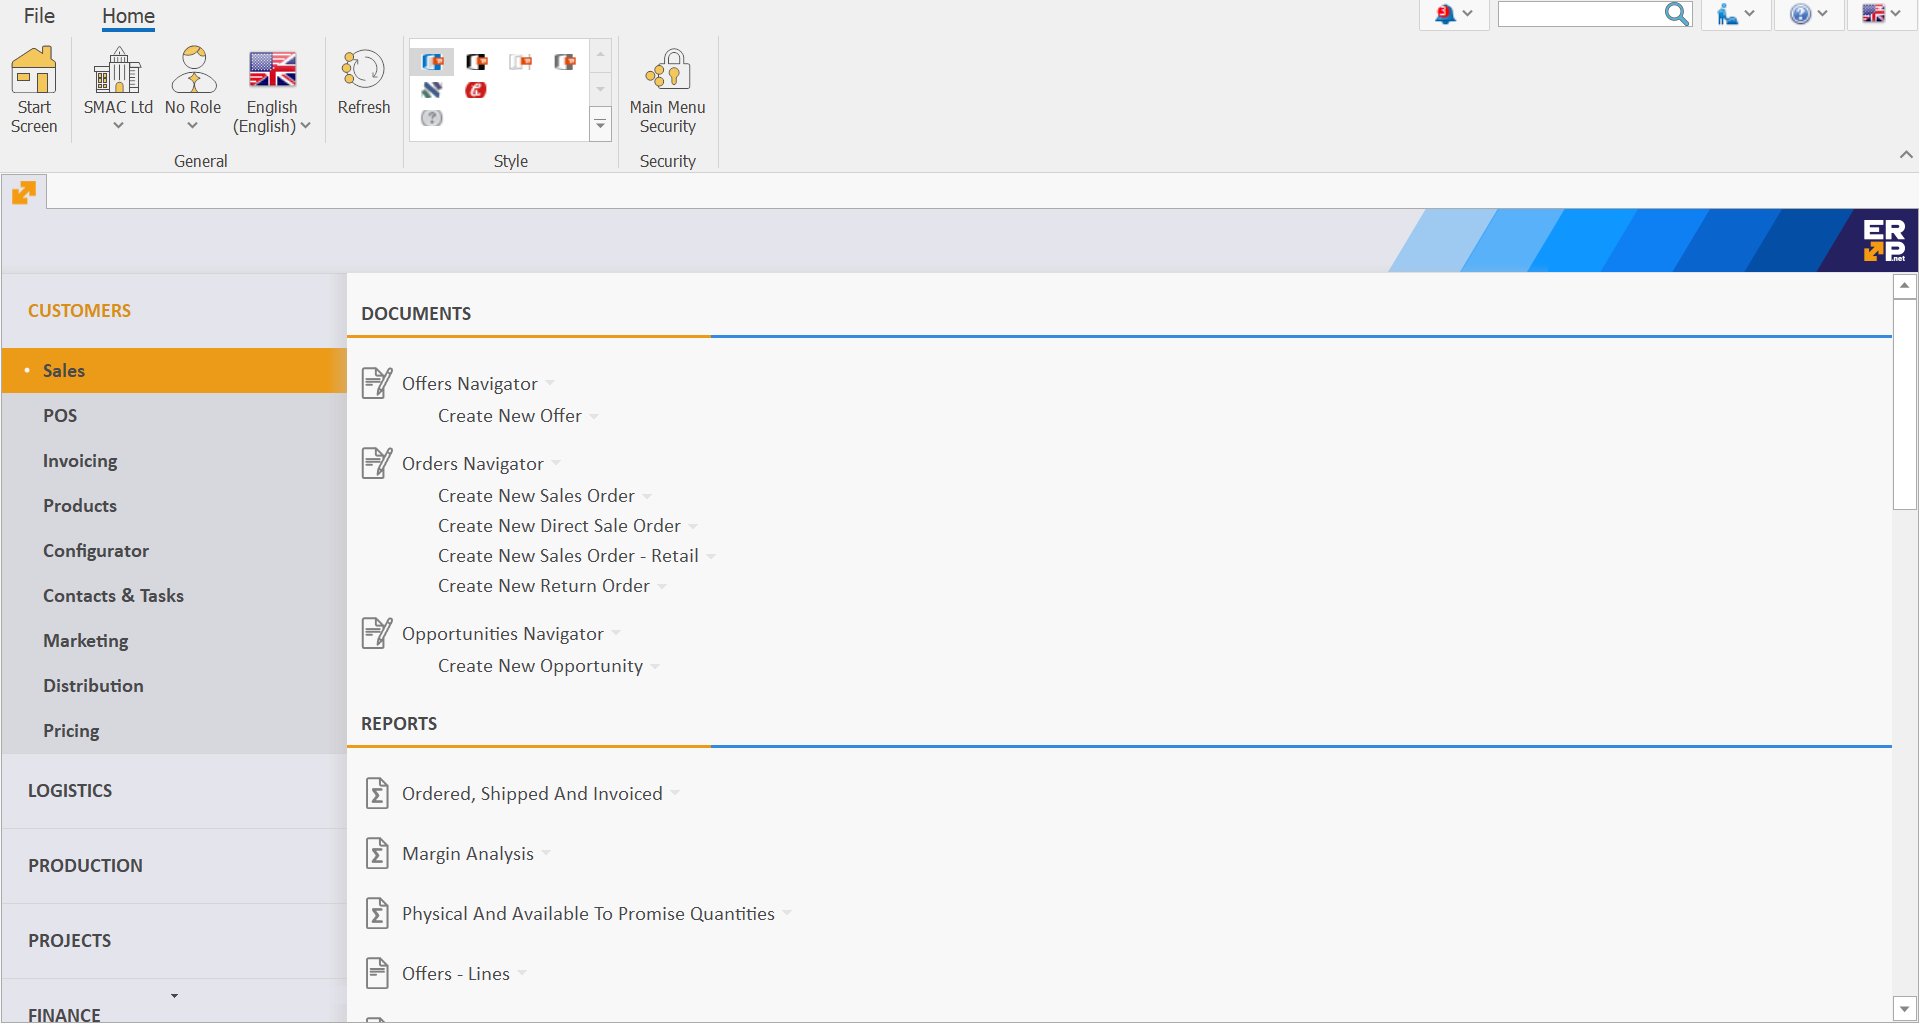 File
Home
3
Start
Screen
SMAC Ltd
No Role
English
(English)
Refresh
Main Menu
Security
General
Style
Security
ER
P.net
CUSTOMERS
Sales
POS
Invoicing
Products
Configurator
Contacts & Tasks
Marketing
Distribution
Pricing
LOGISTICS
PRODUCTION
PROJECTS
FINANCE
DOCUMENTS
Offers Navigator
Create New Offer
Orders Navigator
Create New Sales Order
Create New Direct Sale Order
Create New Sales Order - Retail
Create New Return Order
Opportunities Navigator
Create New Opportunity
REPORTS
Ordered, Shipped And Invoiced
Margin Analysis
Physical And Available To Promise Quantities
Offers - Lines